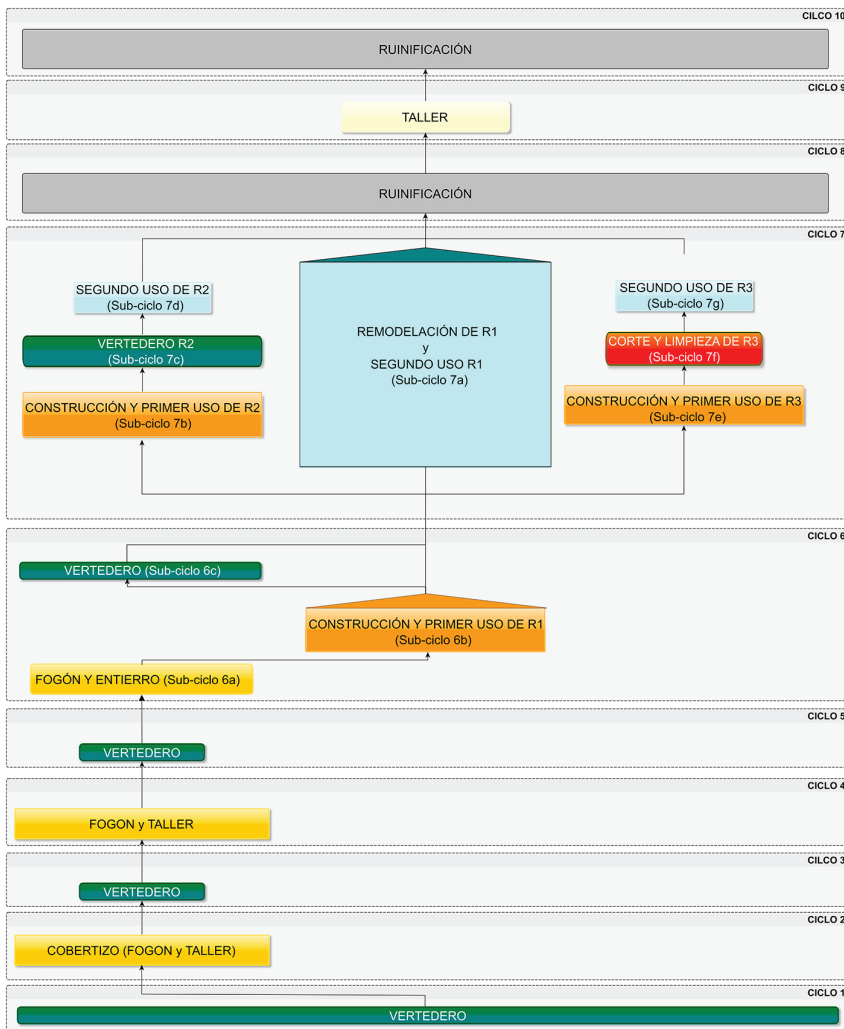 CILCO 10
RUINIFICACIÓN
CICLO 9
TALLER
CICLO 8
RUINIFICACIÓN
CICLO 7
SEGUNDO USO DE R2
(Sub-ciclo 7d)
VERTEDERO R2
(Sub-ciclo 7c)
CONSTRUCCIÓN Y PRIMER USO DE R2
(Sub-ciclo 7b)
REMODELACIÓN DE R1
y
SEGUNDO USO R1
(Sub-ciclo 7a)
SEGUNDO USO DE R3
(Sub-ciclo 7g)
CORTE Y LIMPIEZA DE R3
(Sub-ciclo 7f)
CONSTRUCCIÓN Y PRIMER USO DE R3
(Sub-ciclo 7e)
CICLO 6
VERTEDERO (Sub-ciclo 6c)
CONSTRUCCIÓN Y PRIMER USO DE R1
(Sub-ciclo 6b)
FOGÓN Y ENTIERRO (Sub-ciclo 6a)
CICLO 5
VERTEDERO
CICLO 4
FOGON y TALLER
CILCO 3
VERTEDERO
CICLO 2
COBERTIZO (FOGON y TALLER)
CICLO 1
VERTEDERO